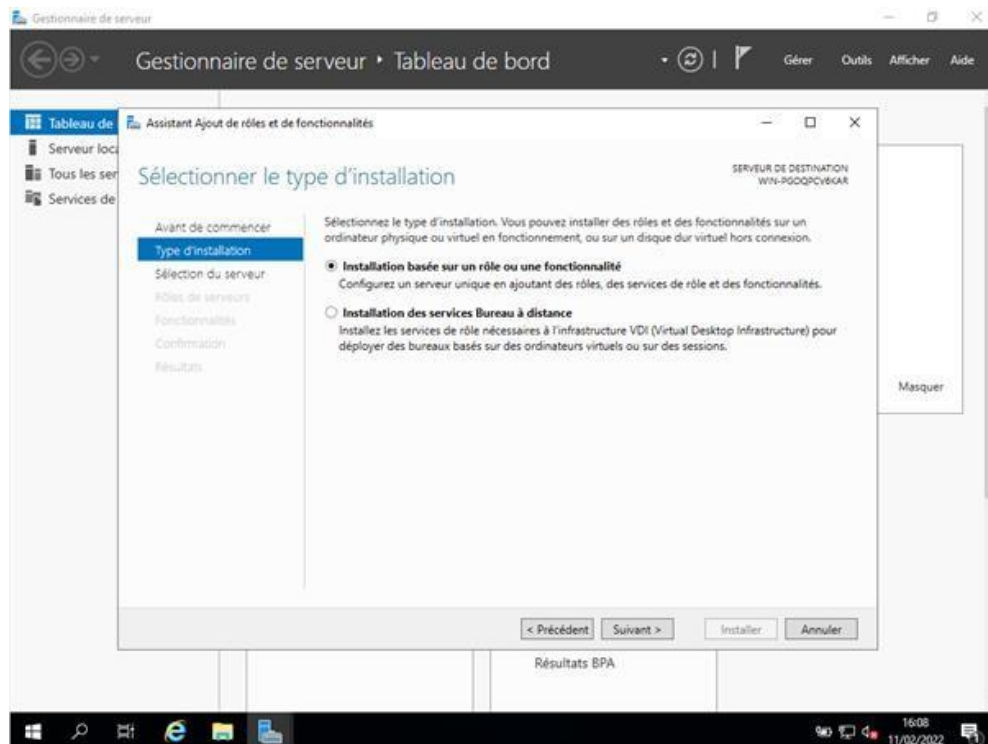 Gestionnaire de serveur
Gestionnaire de serveur • Tableau de bord
Gérer Outils Afficher Aide
Tableau de
Serveur loca
Tous les ser
Services de
Assistant Ajout de rôles et de fonctionnalités
Sélectionner le type d'installation
SERVEUR DE DESTINATION
WIN-PGOQPCV6KAR
Avant de commencer
Type d'installation
Sélection du serveur
Rôles de serveurs
Fonctionnalités
Confirmation
Résultats
Sélectionnez le type d'installation. Vous pouvez installer des rôles et des fonctionnalités sur un
ordinateur physique ou virtuel en fonctionnement, ou sur un disque dur virtuel hors connexion.
Installation basée sur un rôle ou une fonctionnalité
Configurez un serveur unique en ajoutant des rôles, des services de rôle et des fonctionnalités.
Installation des services Bureau à distance
Installez les services de rôle nécessaires à l'infrastructure VDI (Virtual Desktop Infrastructure) pour
déployer des bureaux basés sur des ordinateurs virtuels ou sur des sessions.
Masquer
< Précédent Suivant > Installer Annuler
Résultats BPA
16:08
11/02/2022